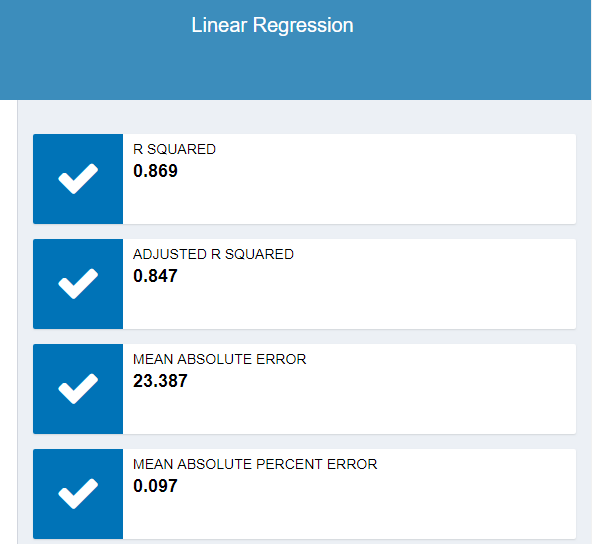 Linear Regression
R SQUARED
0.869
ADJUSTED R SQUARED
0.847
MEAN ABSOLUTE ERROR
23.387
MEAN ABSOLUTE PERCENT ERROR
0.097